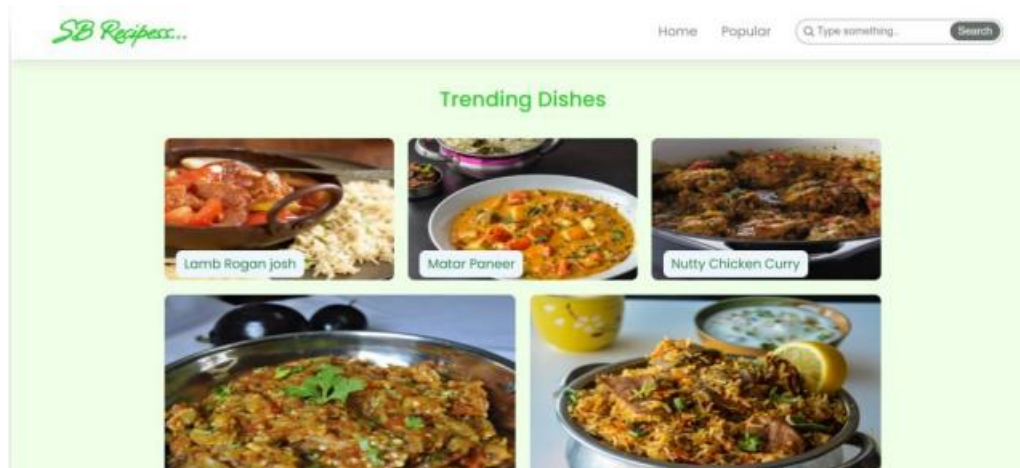 SB Recipess...
Home
Popular
Type something..
Search
Trending Dishes
Lamb Rogan josh
Matar Paneer
Nutty Chicken Curry